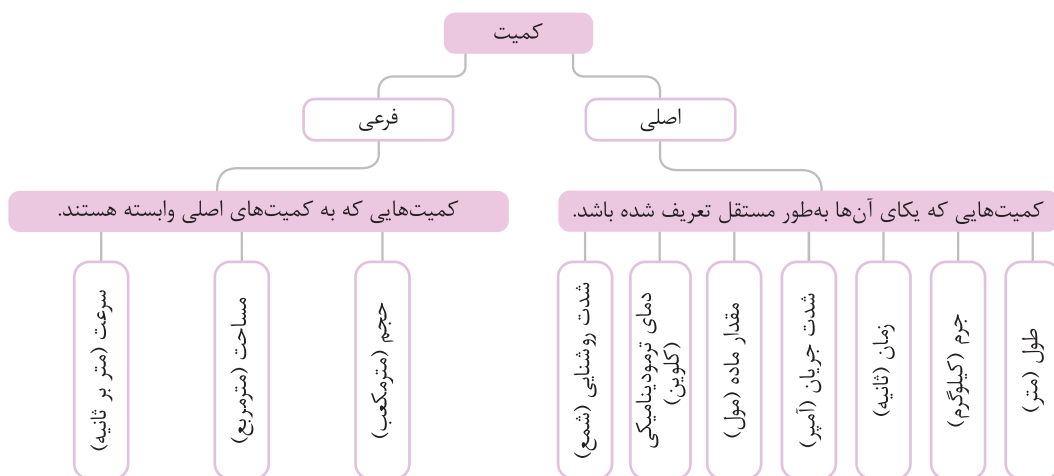 کمیت
اصلی
فرعی
کمیت‌هایی که یکای آن‌ها به‌طور مستقل تعریف شده باشد.
کمیت‌هایی که به کمیت‌های اصلی وابسته هستند.
طول (متر)
جرم (کیلوگرم)
زمان (ثانیه)
شدت جریان (آمپر)
مقدار ماده (مول)
دمای ترمودینامیکی
(کلوین)
شدت روشنایی (شمع)
حجم (مترمکعب)
مساحت (مترمربع)
سرعت (متر بر ثانیه)